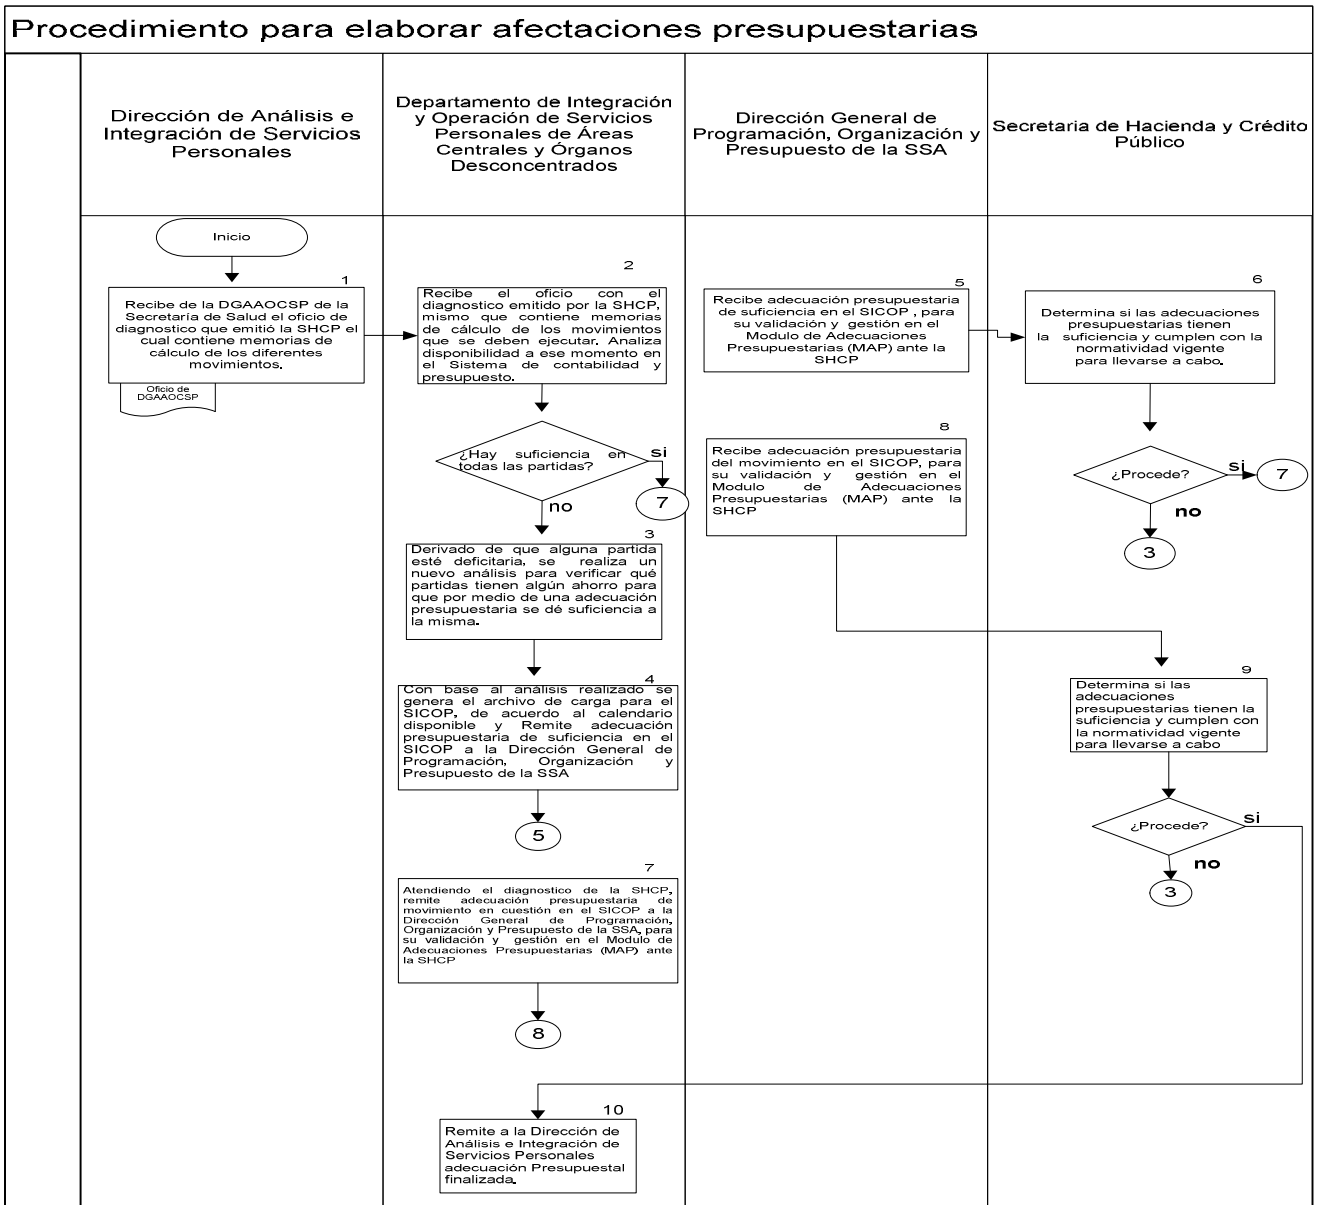 Procedimiento para elaborar afectaciones presupuestarias
Dirección de Análisis e
Integración de Servicios
Personales
Departamento de Integración
y Operación de Servicios
Personales de Áreas
Centrales y Órganos
Desconcentrados
Dirección General de
Programación, Organización y
Presupuesto de la SSA
Secretaria de Hacienda y Crédito
Público
Inicio
1
Recibe de la DGAAOCSP de la
Secretaría de Salud el oficio de
diagnostico que emitió la SHCP el
cual contiene memorias de
cálculo de los diferentes
movimientos.
Oficio de
DGAAOCSP
2
Recibe el oficio con el
diagnostico emitido por la SHCP,
mismo que contiene memorias
de cálculo de los movimientos
que se deben ejecutar. Analiza
disponibilidad a ese momento en
el Sistema de contabilidad y
presupuesto.
¿Hay suficiencia en
todas las partidas?
si
7
no
3
Derivado de que alguna partida
esté deficitaria, se realiza un
nuevo análisis para verificar qué
partidas tienen algún ahorro para
que por medio de una adecuación
presupuestaria se dé suficiencia a
la misma.
4
Con base al análisis realizado se
genera el archivo de carga para el
SICOP, de acuerdo al calendario
disponible y Remite adecuación
presupuestaria de suficiencia en el
SICOP a la Dirección General de
Programación, Organización y
Presupuesto de la SSA
5
7
Atendiendo el diagnostico de la SHCP,
remite adecuación presupuestaria de
movimiento en cuestión en el SICOP a la
Dirección General de Programación,
Organización y Presupuesto de la SSA, para
su validación y gestión en el Modulo de
Adecuaciones Presupuestarias (MAP) ante
la SHCP
8
10
Remite a la Dirección de
Análisis e Integración de
Servicios Personales
adecuación Presupuestal
finalizada.
5
Recibe adecuación presupuestaria
de suficiencia en el SICOP , para
su validación y gestión en el
Modulo de Adecuaciones
Presupuestarias (MAP) ante la
SHCP
8
Recibe adecuación presupuestaria
del movimiento en el SICOP, para
su validación y gestión en el
Modulo de Adecuaciones
Presupuestarias (MAP) ante la
SHCP
6
Determina si las adecuaciones
presupuestarias tienen
la suficiencia y cumplen con la
normatividad vigente
para llevarse a cabo.
¿Procede?
si
7
no
3
9
Determina si las
adecuaciones
presupuestarias tienen la
suficiencia y cumplen con
la normatividad vigente
para llevarse a cabo
¿Procede?
si
no
3